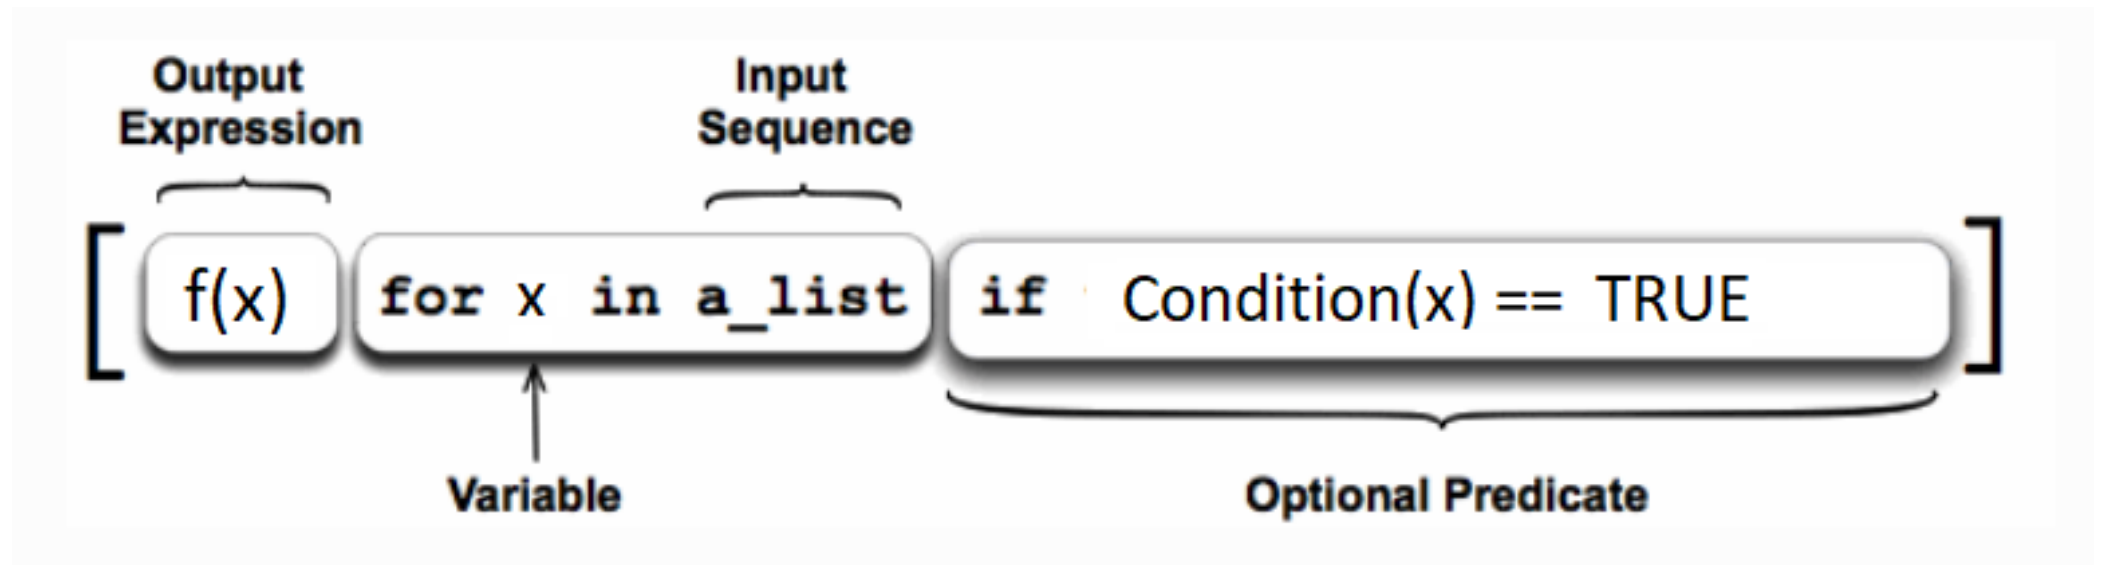 Output
Expression
Input
Sequence
[ f(x) for x in a_list if Condition(x) == TRUE ]
Variable
Optional Predicate